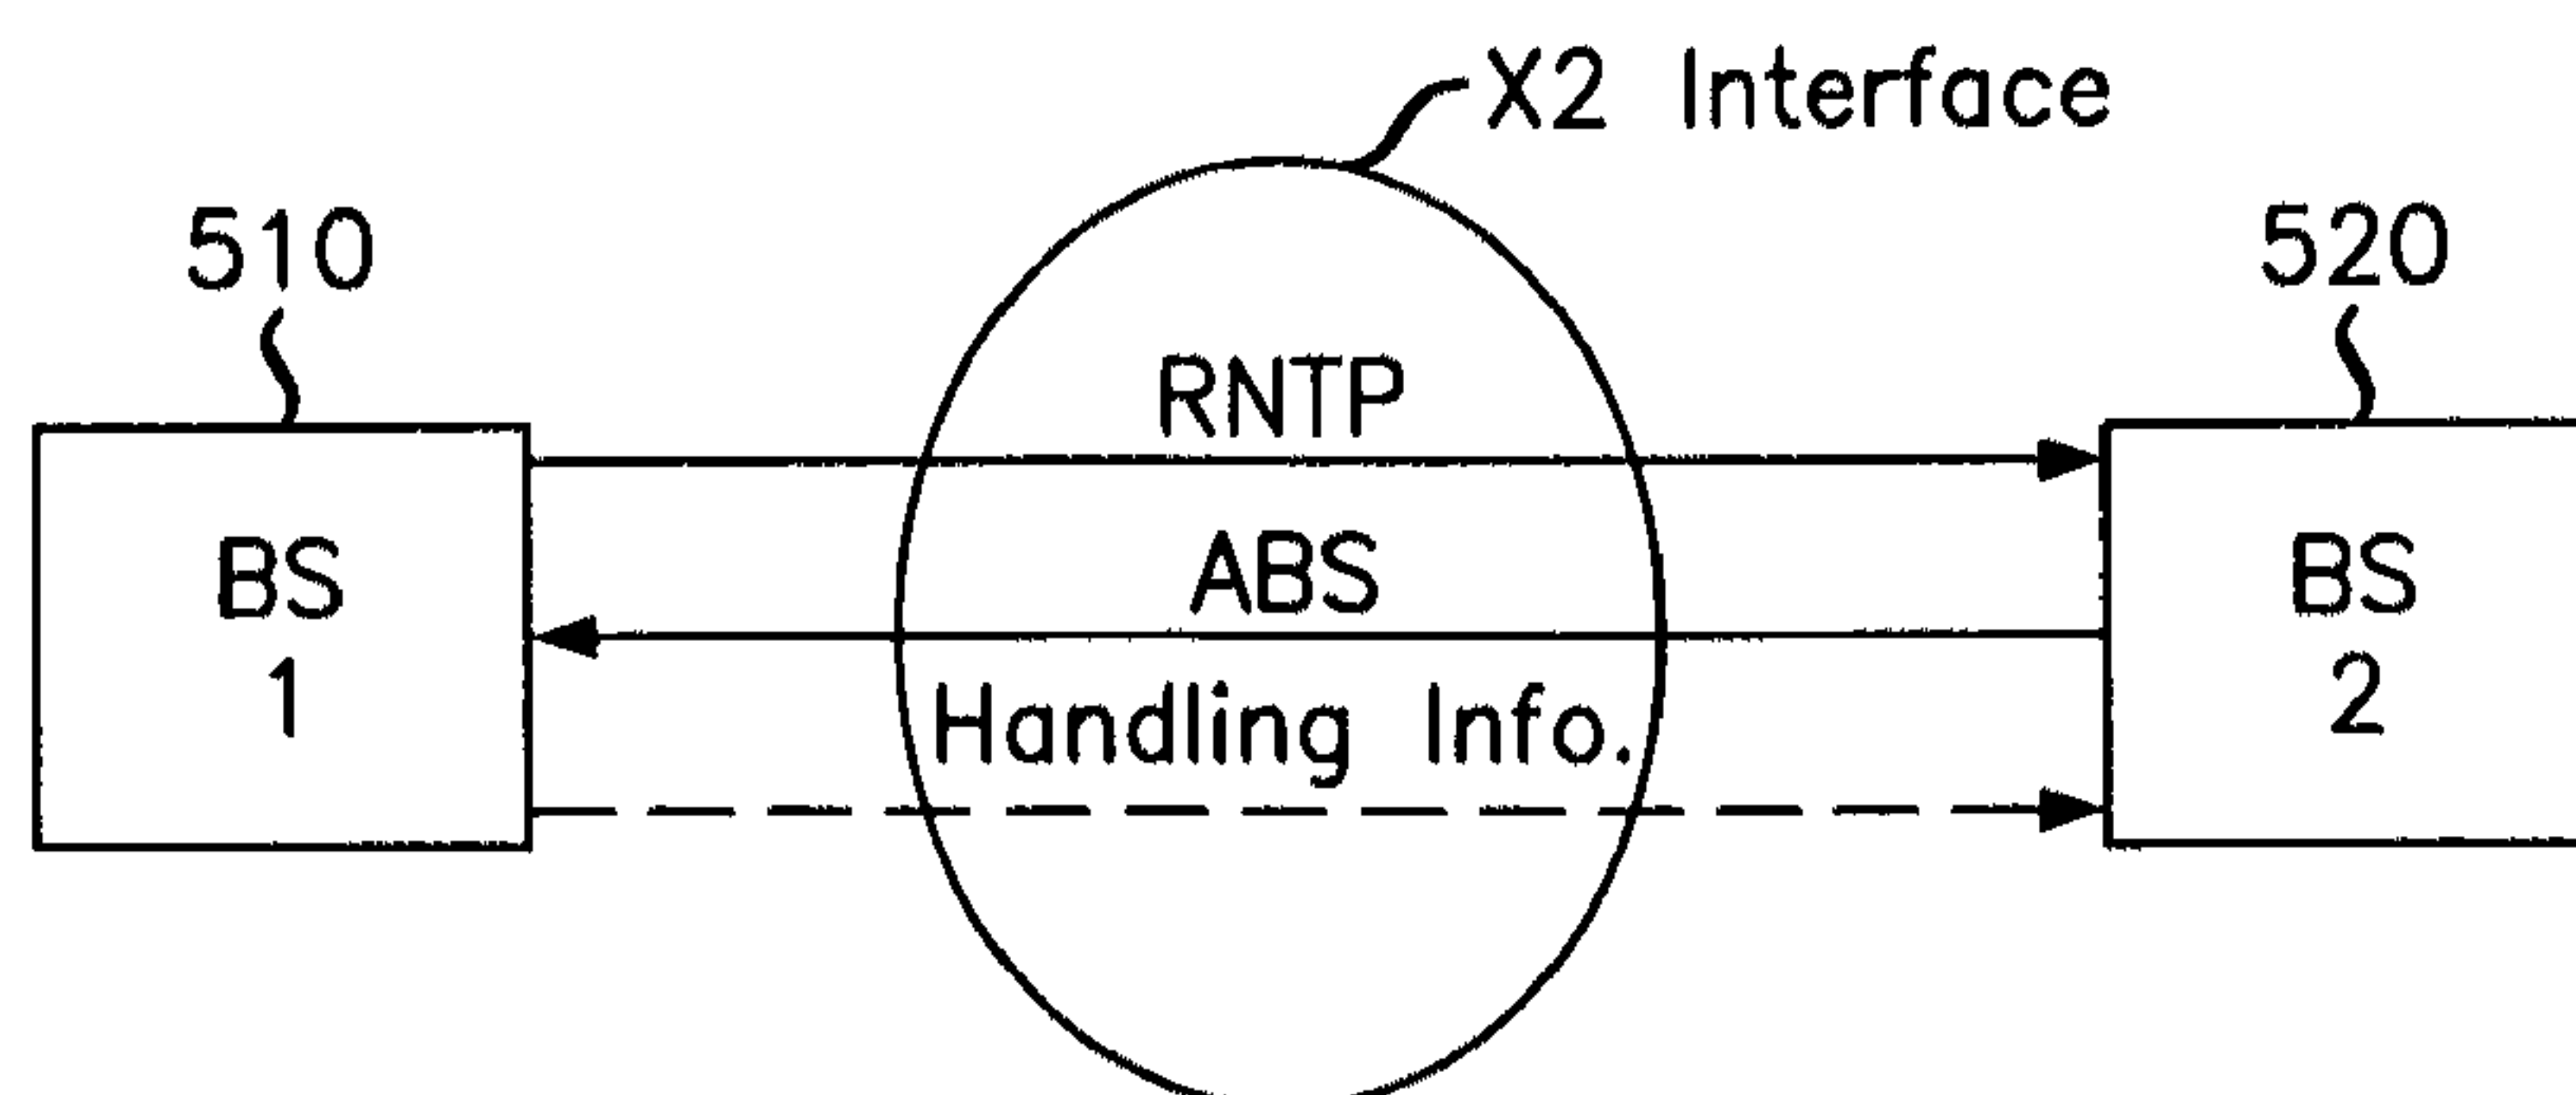 X2 Interface
510
520
RNTP
ABS
BS
1
BS
2
Handling Info.